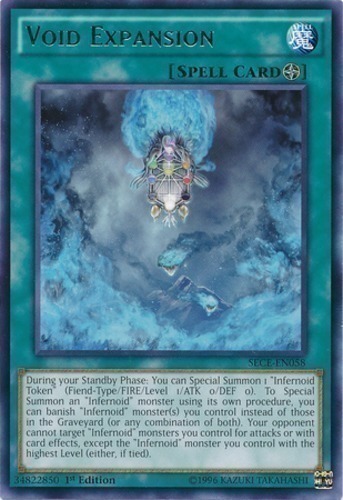 VOID EXPANSION
[SPELL CARD]
SECE-EN058
During your Standby Phase: You can Special Summon 1 "Infernoid
Token" (Fiend-Type/FIRE/Level 1/ATK 0/DEF 0). To Special
Summon an "Infernoid" monster using its own procedure, you
can banish "Infernoid" monster(s) you control instead of those
in the Graveyard (or any combination of both). Your opponent
cannot target "Infernoid" monsters you control for attacks or with
card effects, except the "Infernoid" monster you control with the
highest Level (either, if tied).
34822850 1st Edition ©1996 KAZUKI TAKAHASHI